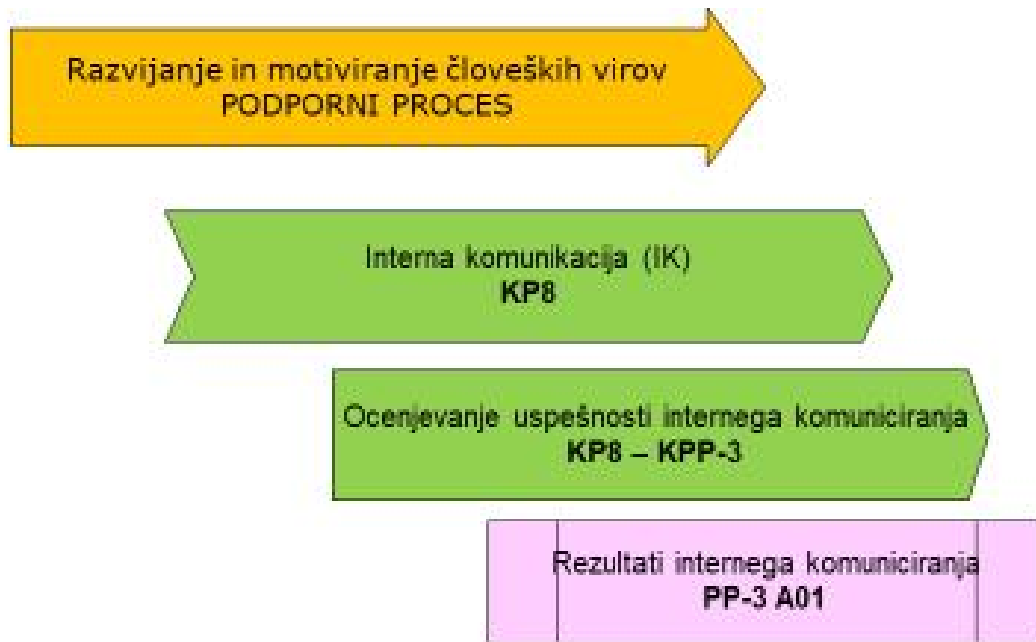 Razvijanje in motiviranje človeških virov
PODPORNI PROCES
Interna komunikacija (IK)
KP8
Ocenjevanje uspešnosti internega komuniciranja
KP8 – KPP-3
Rezultati internega komuniciranja
PP-3 A01